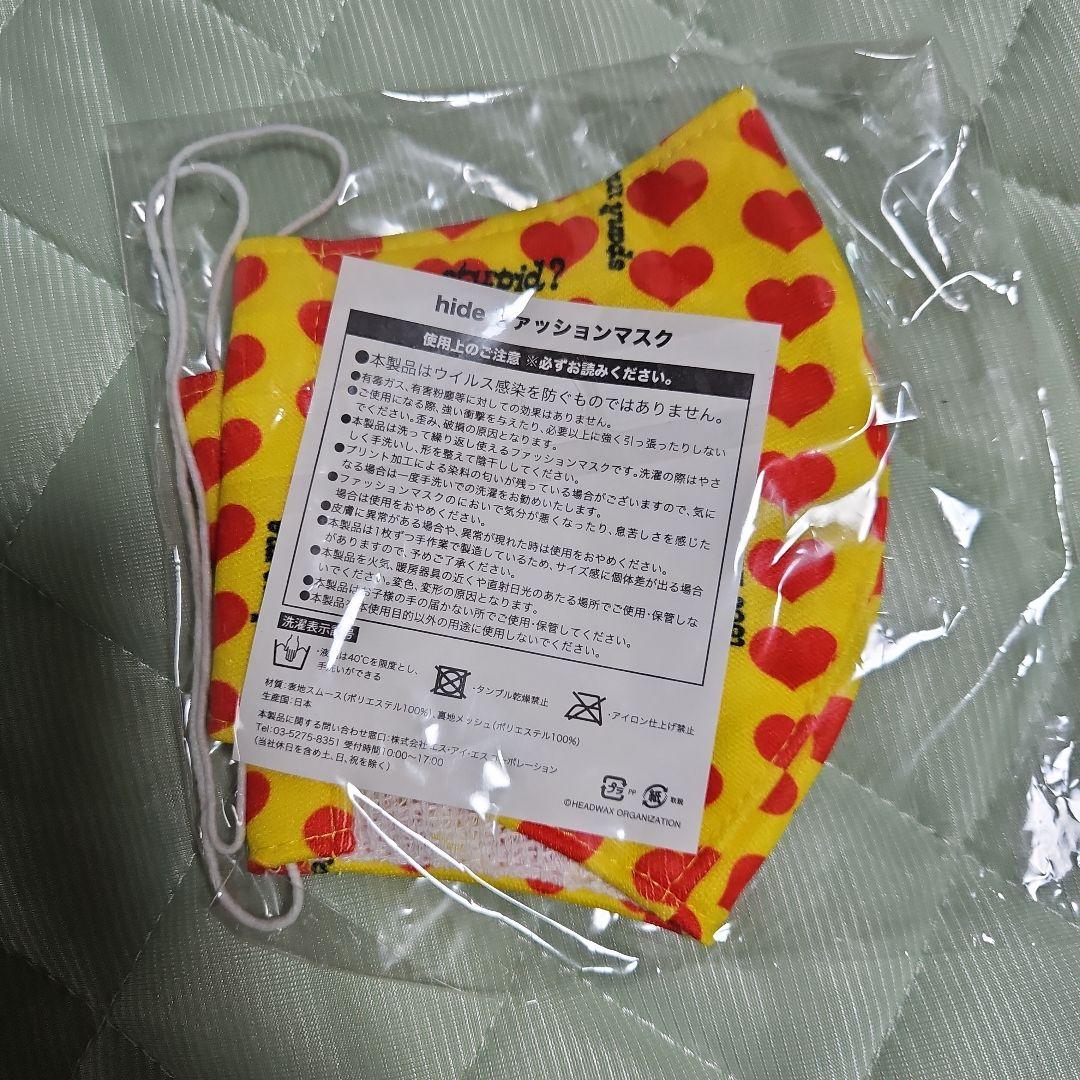 stupid?
spank
hide ファッションマスク
使用上のご注意 ※必ずお読みください。
●本製品はウイルス感染を防ぐものではありません。
●有毒ガス、有害粉塵等に対しての効果はありません。
●ご使用になる際、強い衝撃を与えたり、必要以上に強く引っ張ったりしない
でください。歪み、破損の原因となります。
●本製品は洗って繰り返し使えるファッションマスクです。洗濯の際はやさ
しく手洗いし、形を整えて陰干ししてください。
●プリント加工による染料の匂いが残っている場合がございますので、気に
なる場合は一度手洗いでの洗濯をお勧めいたします。
●ファッションマスクのにおいで気分が悪くなったり、息苦しさを感じた
場合は使用をおやめください。
●皮膚に異常がある場合や、異常が現れた時は使用をおやめください。
●本製品は1枚ずつ手作業で製造しているため、サイズ感に個体差が出る場合
がありますので、予めご了承ください。
●本製品を火気、暖房器具の近くや直射日光のあたる場所でご使用・保管しな
いでください。変色、変形の原因となります。
●本製品はお子様の手の届かない所でご使用・保管してください。
●本製品を本使用目的以外の用途に使用しないでください。
洗濯表示記号
・液温は40℃を限度とし、
手洗いができる
・タンブル乾燥禁止
・アイロン仕上げ禁止
材質：表地スムース(ポリエステル100%)、裏地メッシュ(ポリエステル100%)
生産国：日本
本製品に関する問い合わせ窓口：株式会社エス・アイ・エスコーポレーション
Tel：03-5275-8351 受付時間10:00〜17:00
(当社休日を含め土、日、祝を除く)
プラ PP 紙 取説
©HEADWAX ORGANIZATION